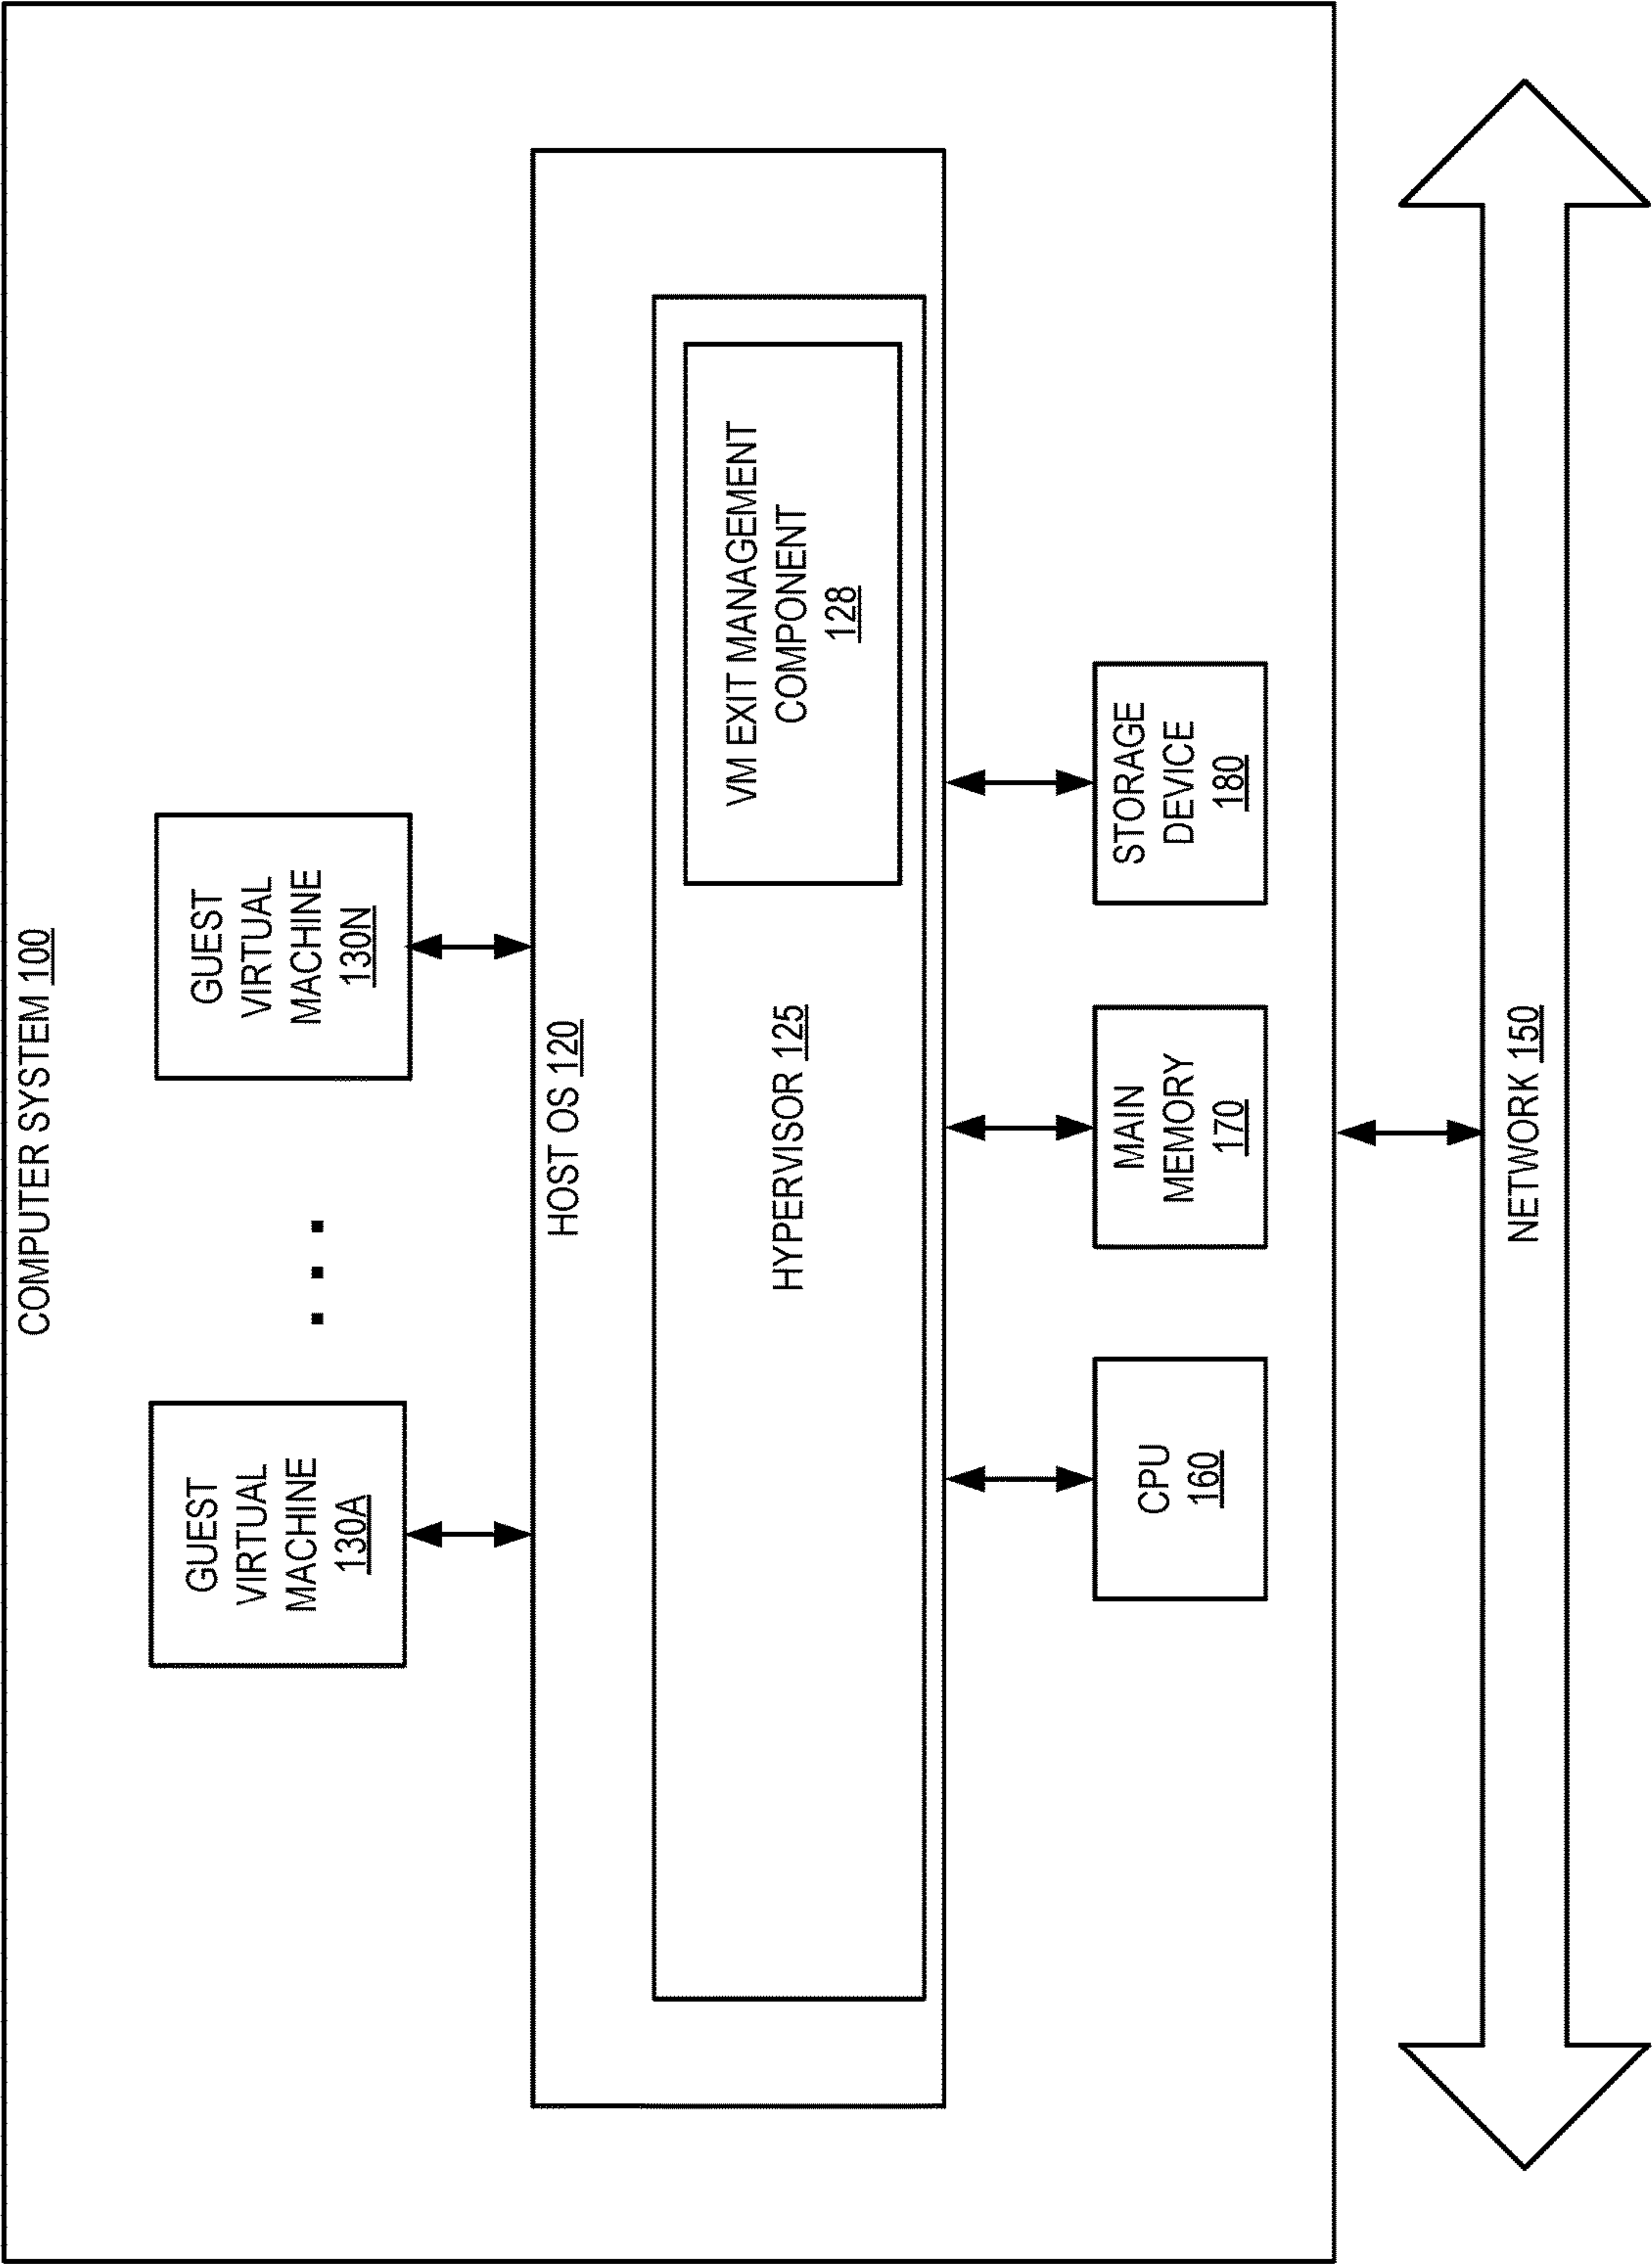 COMPUTER SYSTEM 100
GUEST
VIRTUAL
MACHINE
130A
. . .
GUEST
VIRTUAL
MACHINE
130N
HOST OS 120
HYPERVISOR 125
VM EXIT MANAGEMENT
COMPONENT
128
CPU
160
MAIN
MEMORY
170
STORAGE
DEVICE
180
NETWORK 150